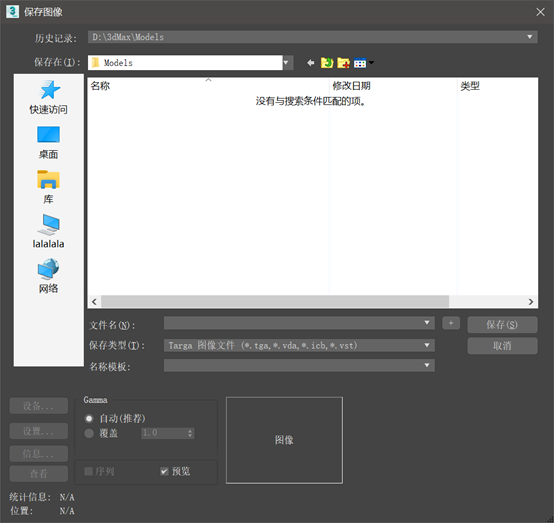 3 保存图像
历史记录: D:\3dMax\Models
保存在(I): Models
名称 修改日期 类型
没有与搜索条件匹配的项。
快速访问
桌面
库
lalalala
网络
文件名(N): + 保存(S)
保存类型(T): Targa 图像文件 (*.tga,*.vda,*.icb,*.vst) 取消
名称模板:
设备...
设置...
信息...
查看
Gamma
自动(推荐)
覆盖 1.0
序列 预览
图像
统计信息: N/A
位置: N/A